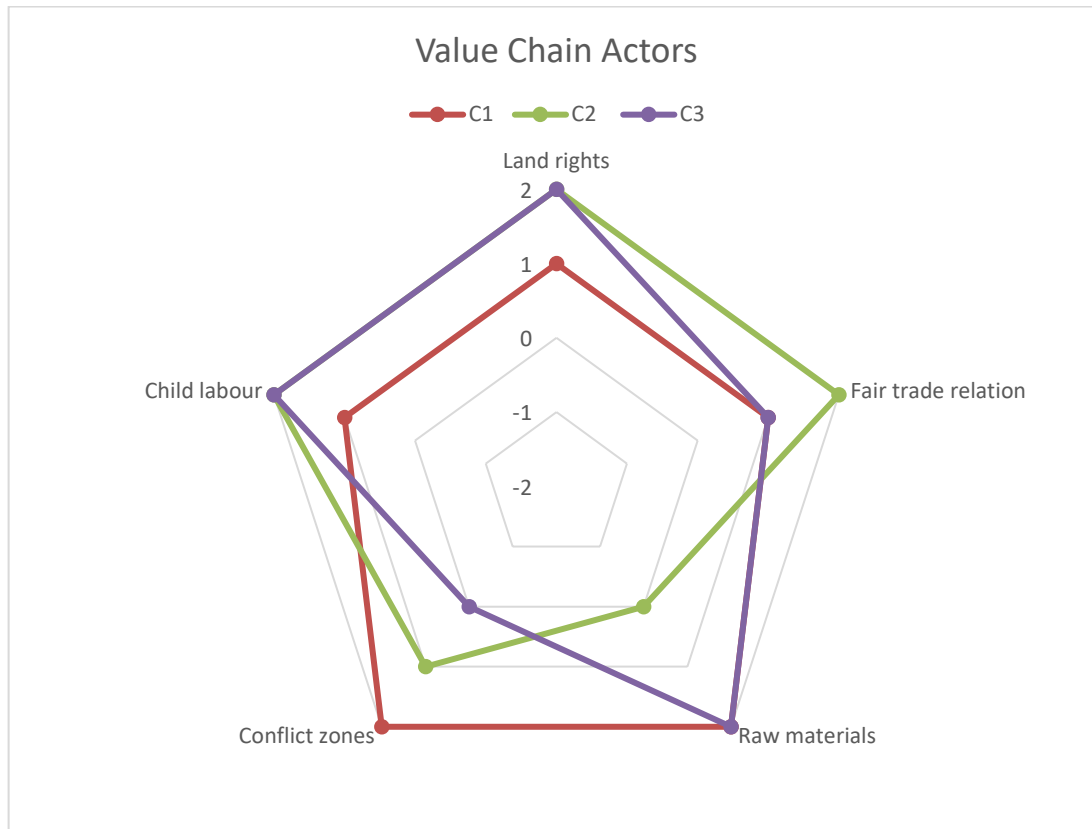 Value Chain Actors
C1 C2 C3
Land rights
2
1
0
-1
-2
Child labour
Fair trade relation
Conflict zones
Raw materials